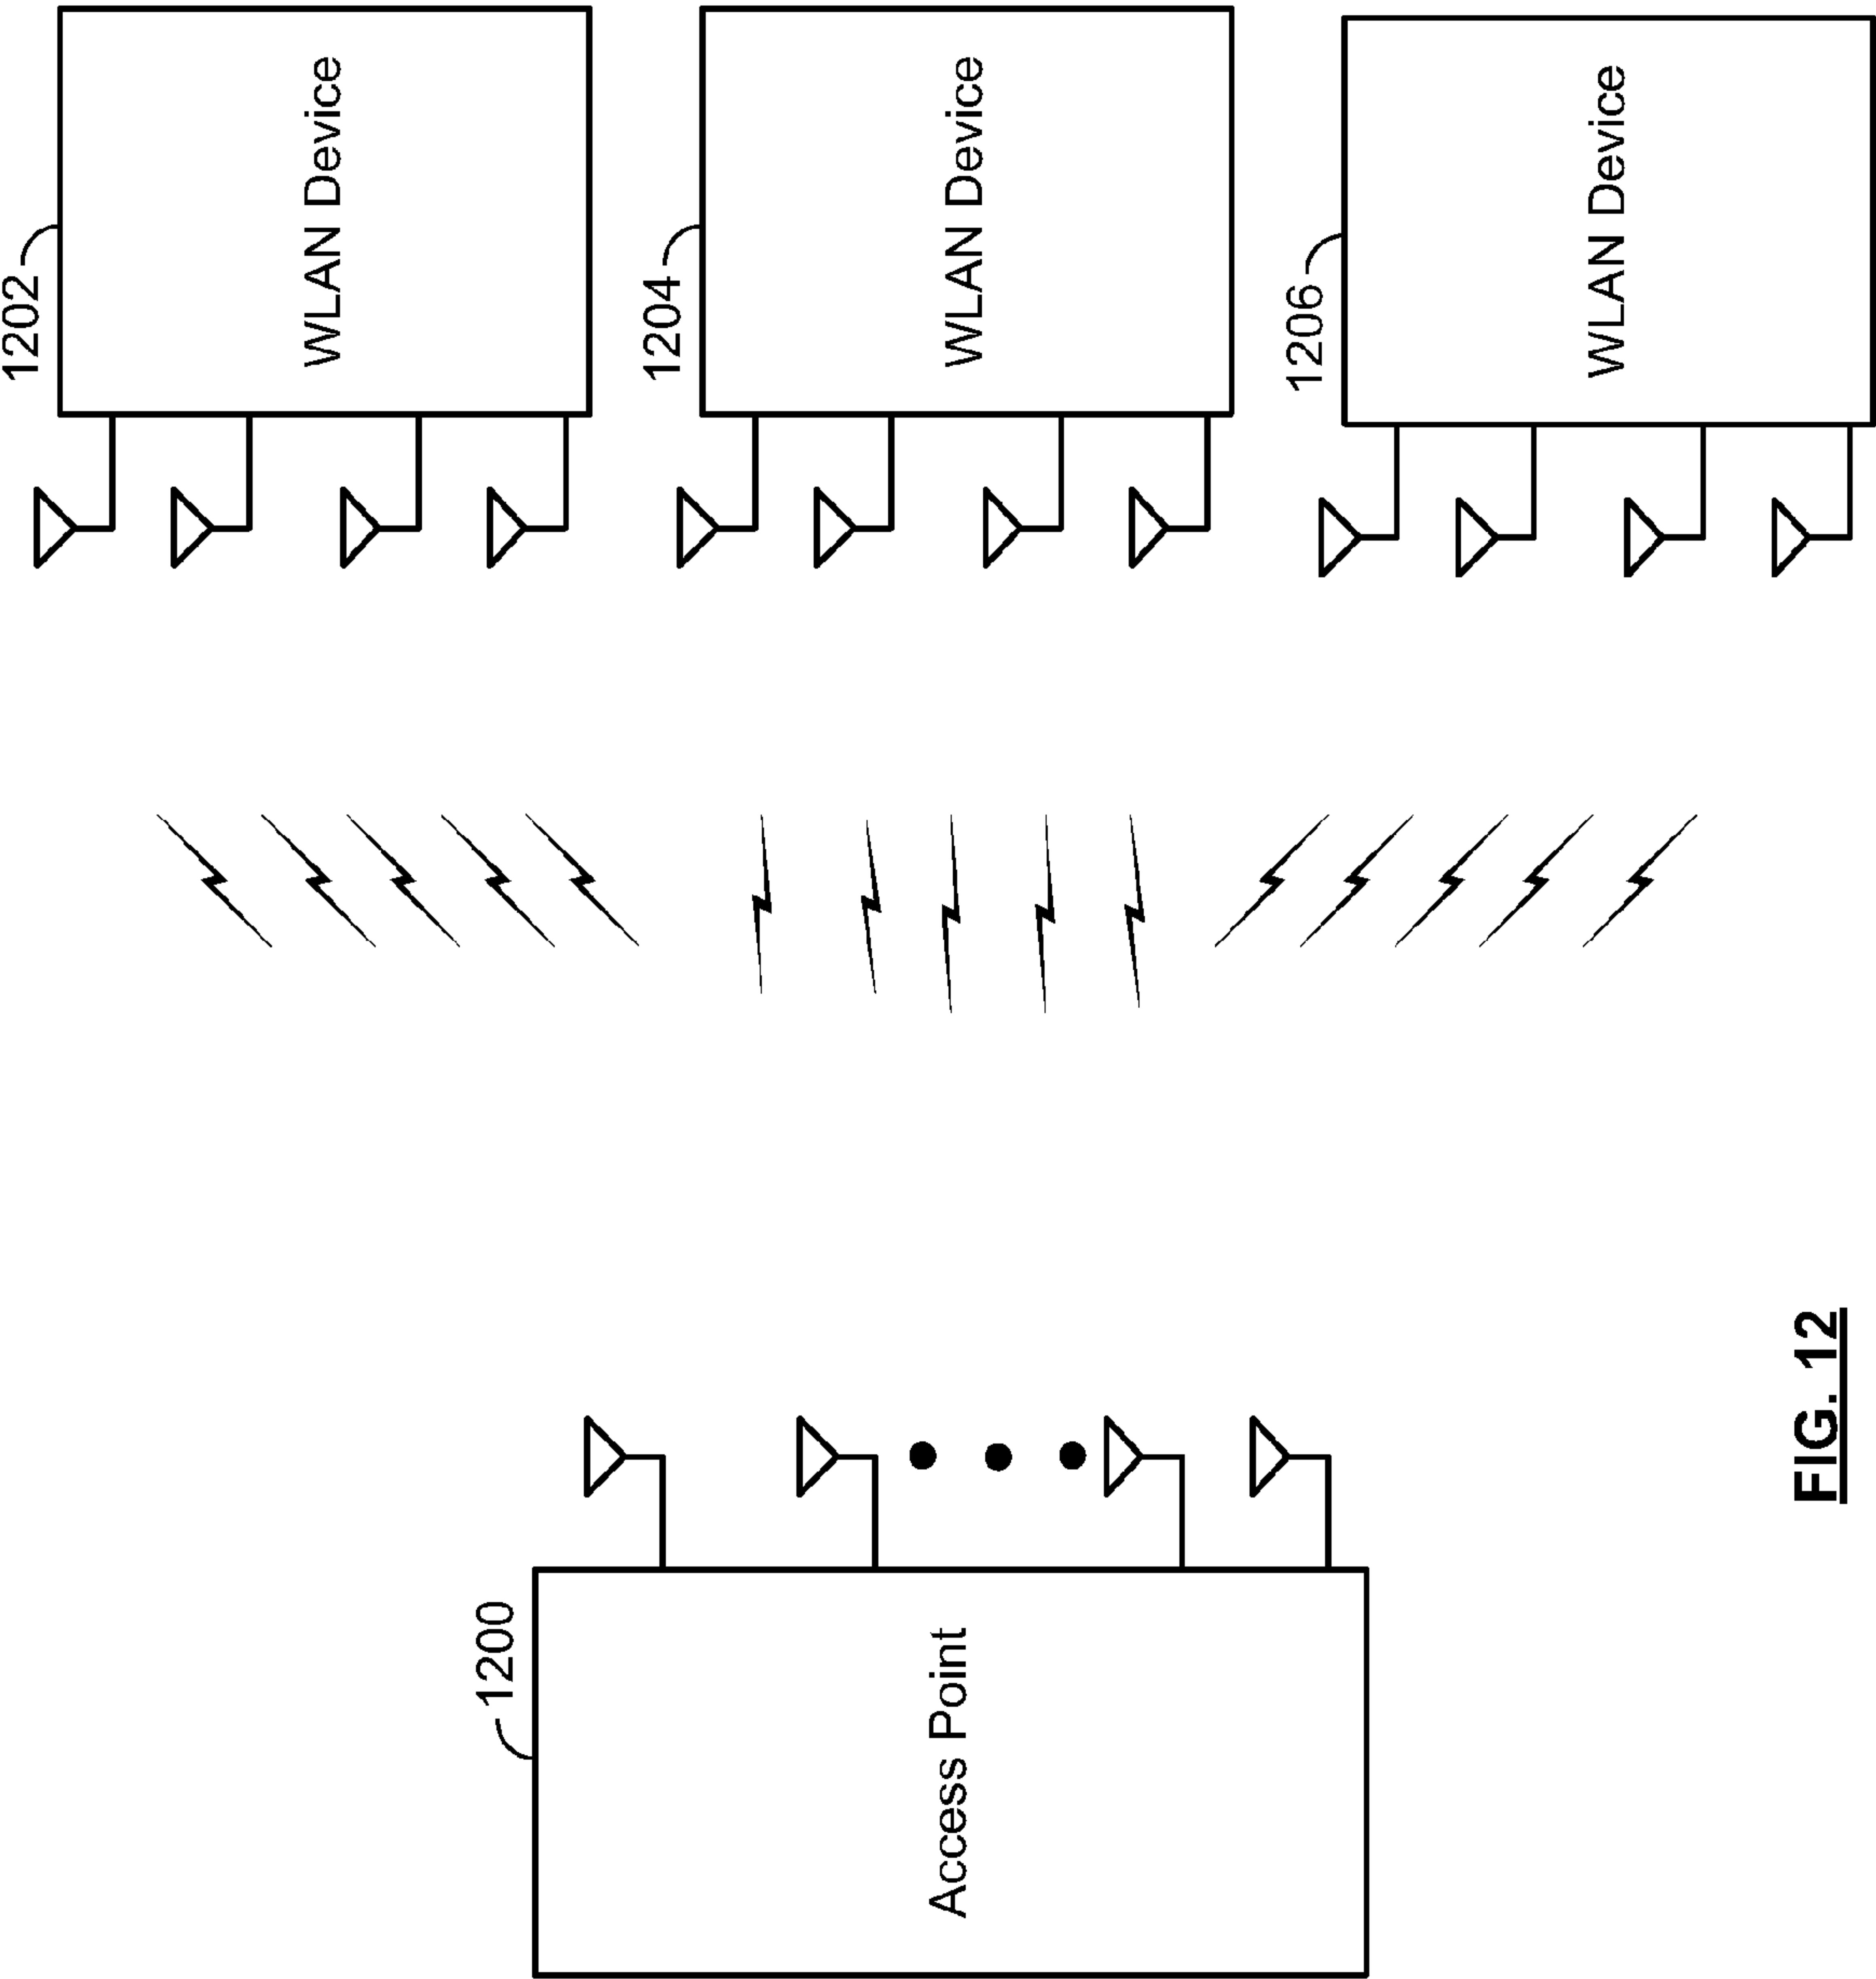 1202
WLAN Device
1204
WLAN Device
1206
WLAN Device
1200
Access Point
FIG. 12